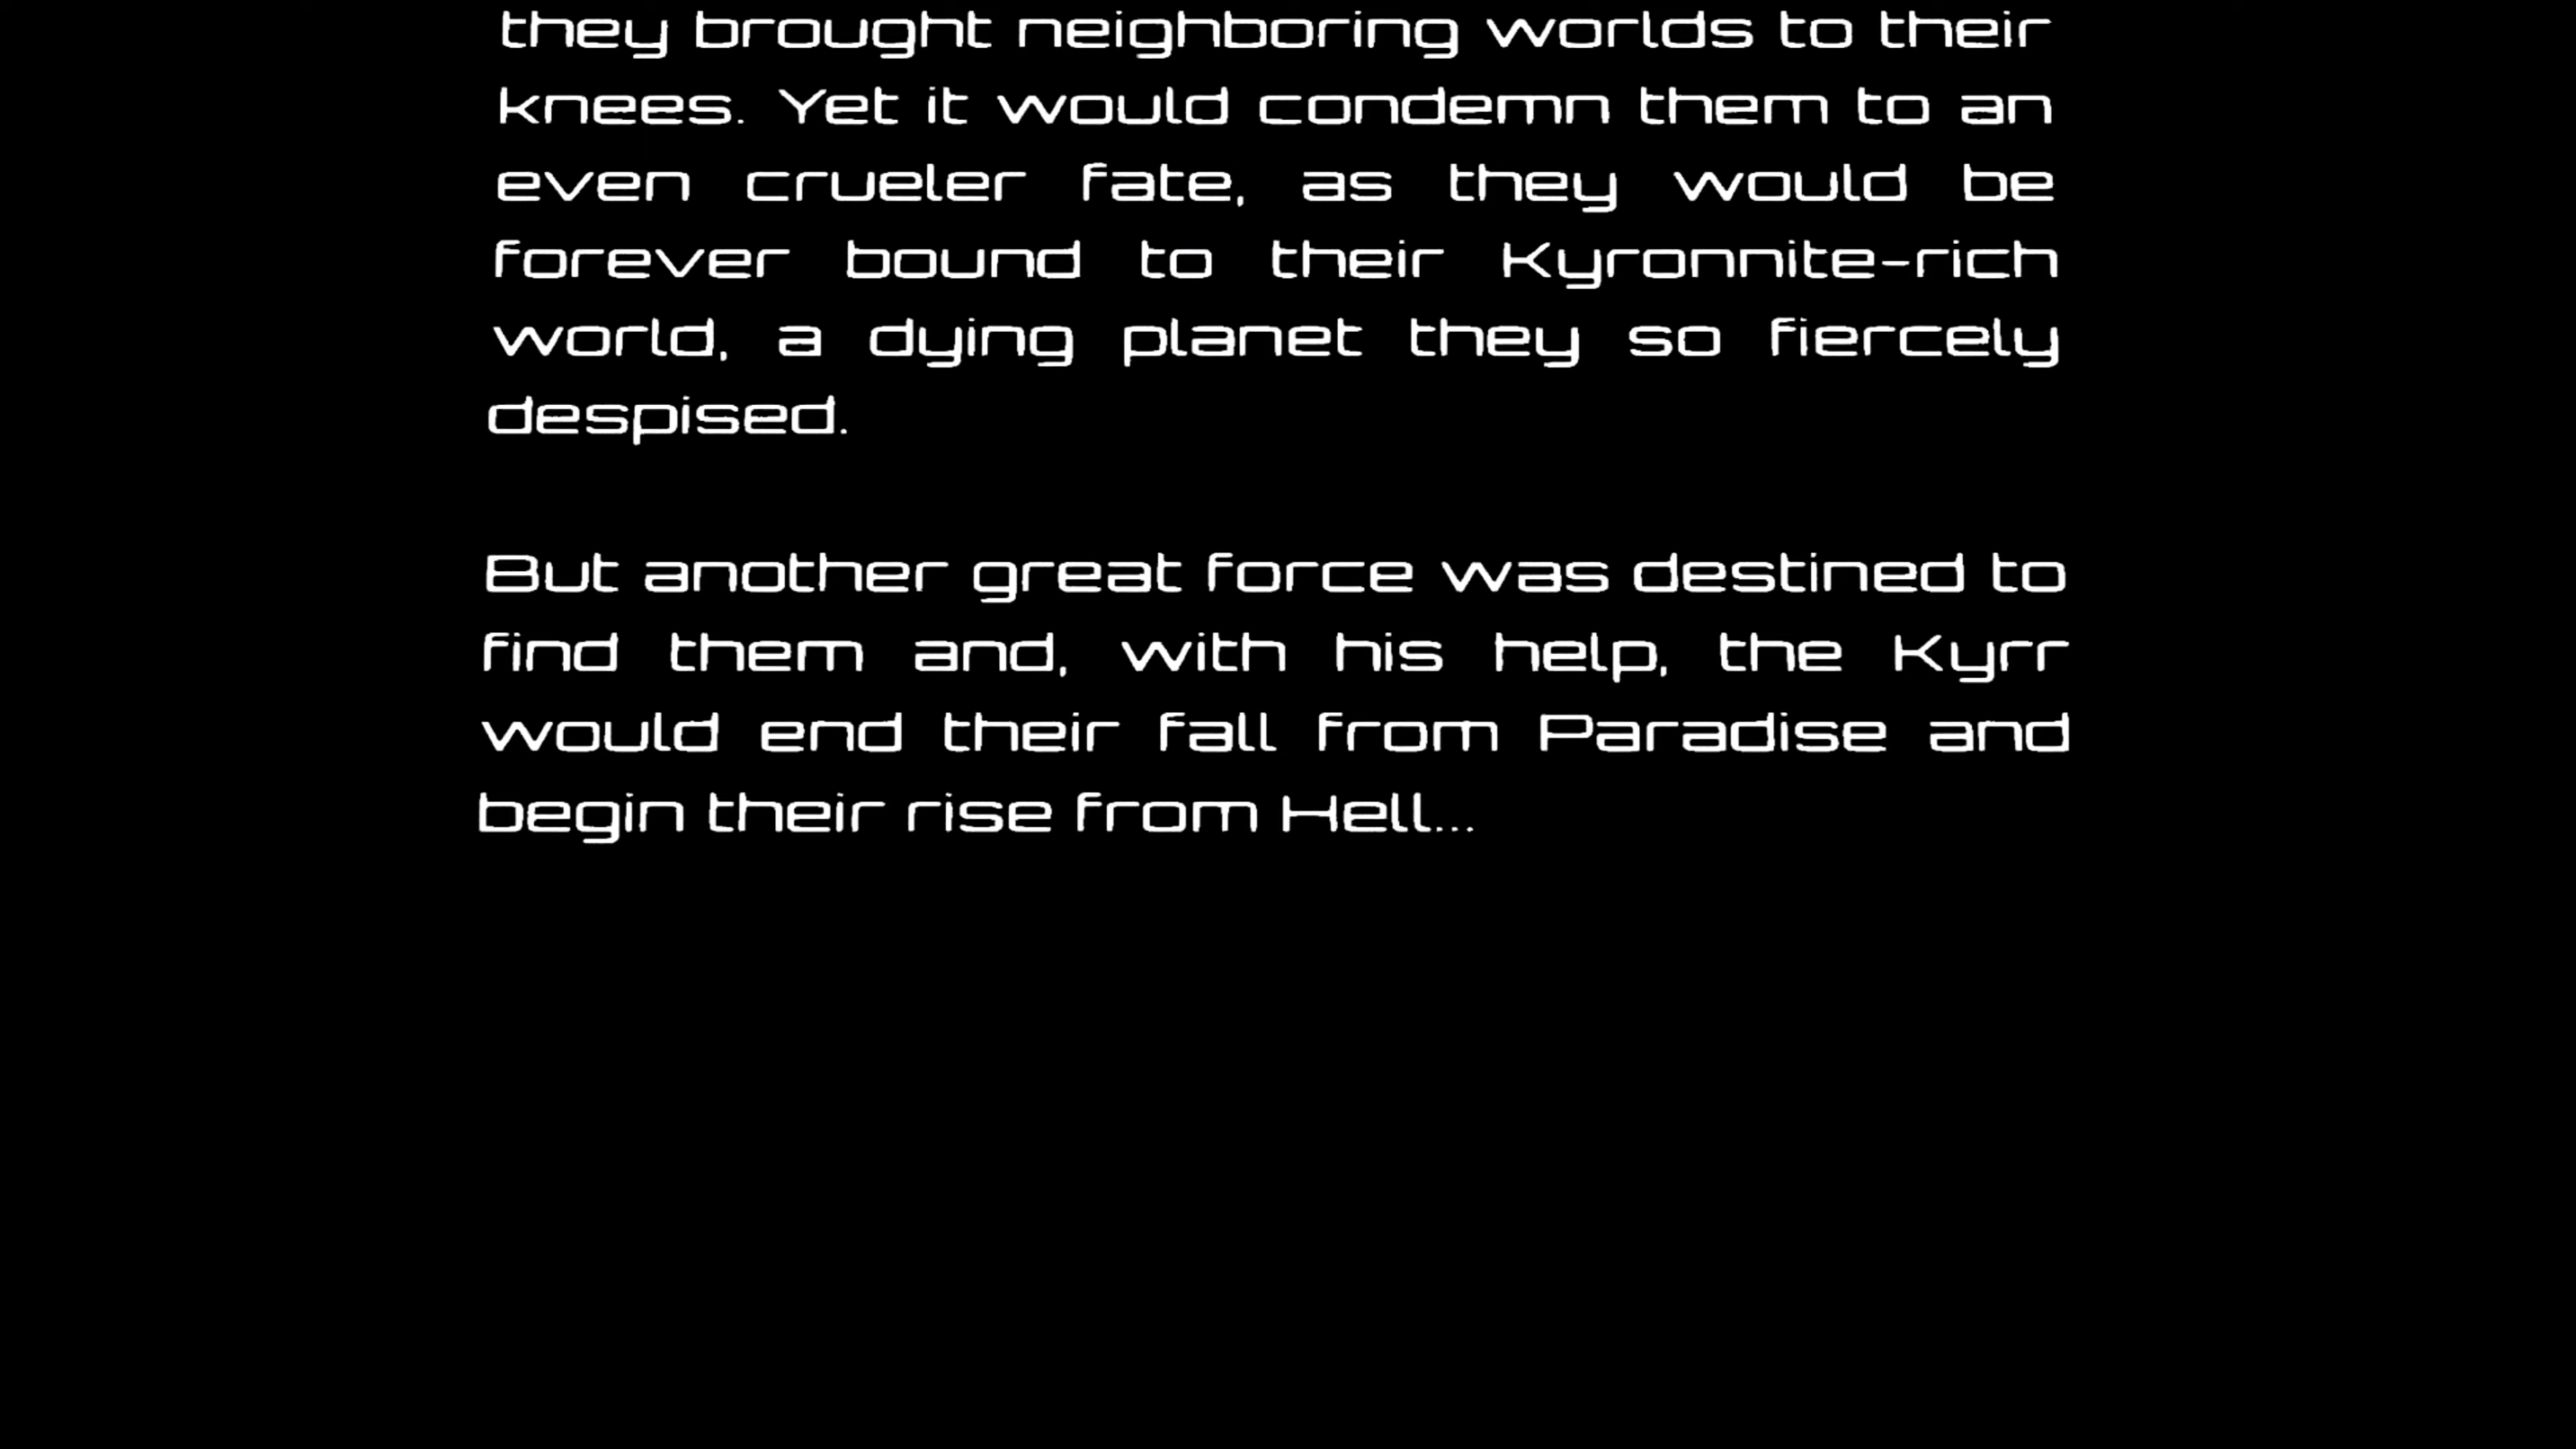 they brought neighboring worlds to their
knees. Yet it would condemn them to an
even crueler fate, as they would be
forever bound to their Kyronnite-rich
world, a dying planet they so fiercely
despised.
But another great force was destined to
find them and, with his help, the Kyrr
would end their fall from Paradise and
begin their rise from Hell...